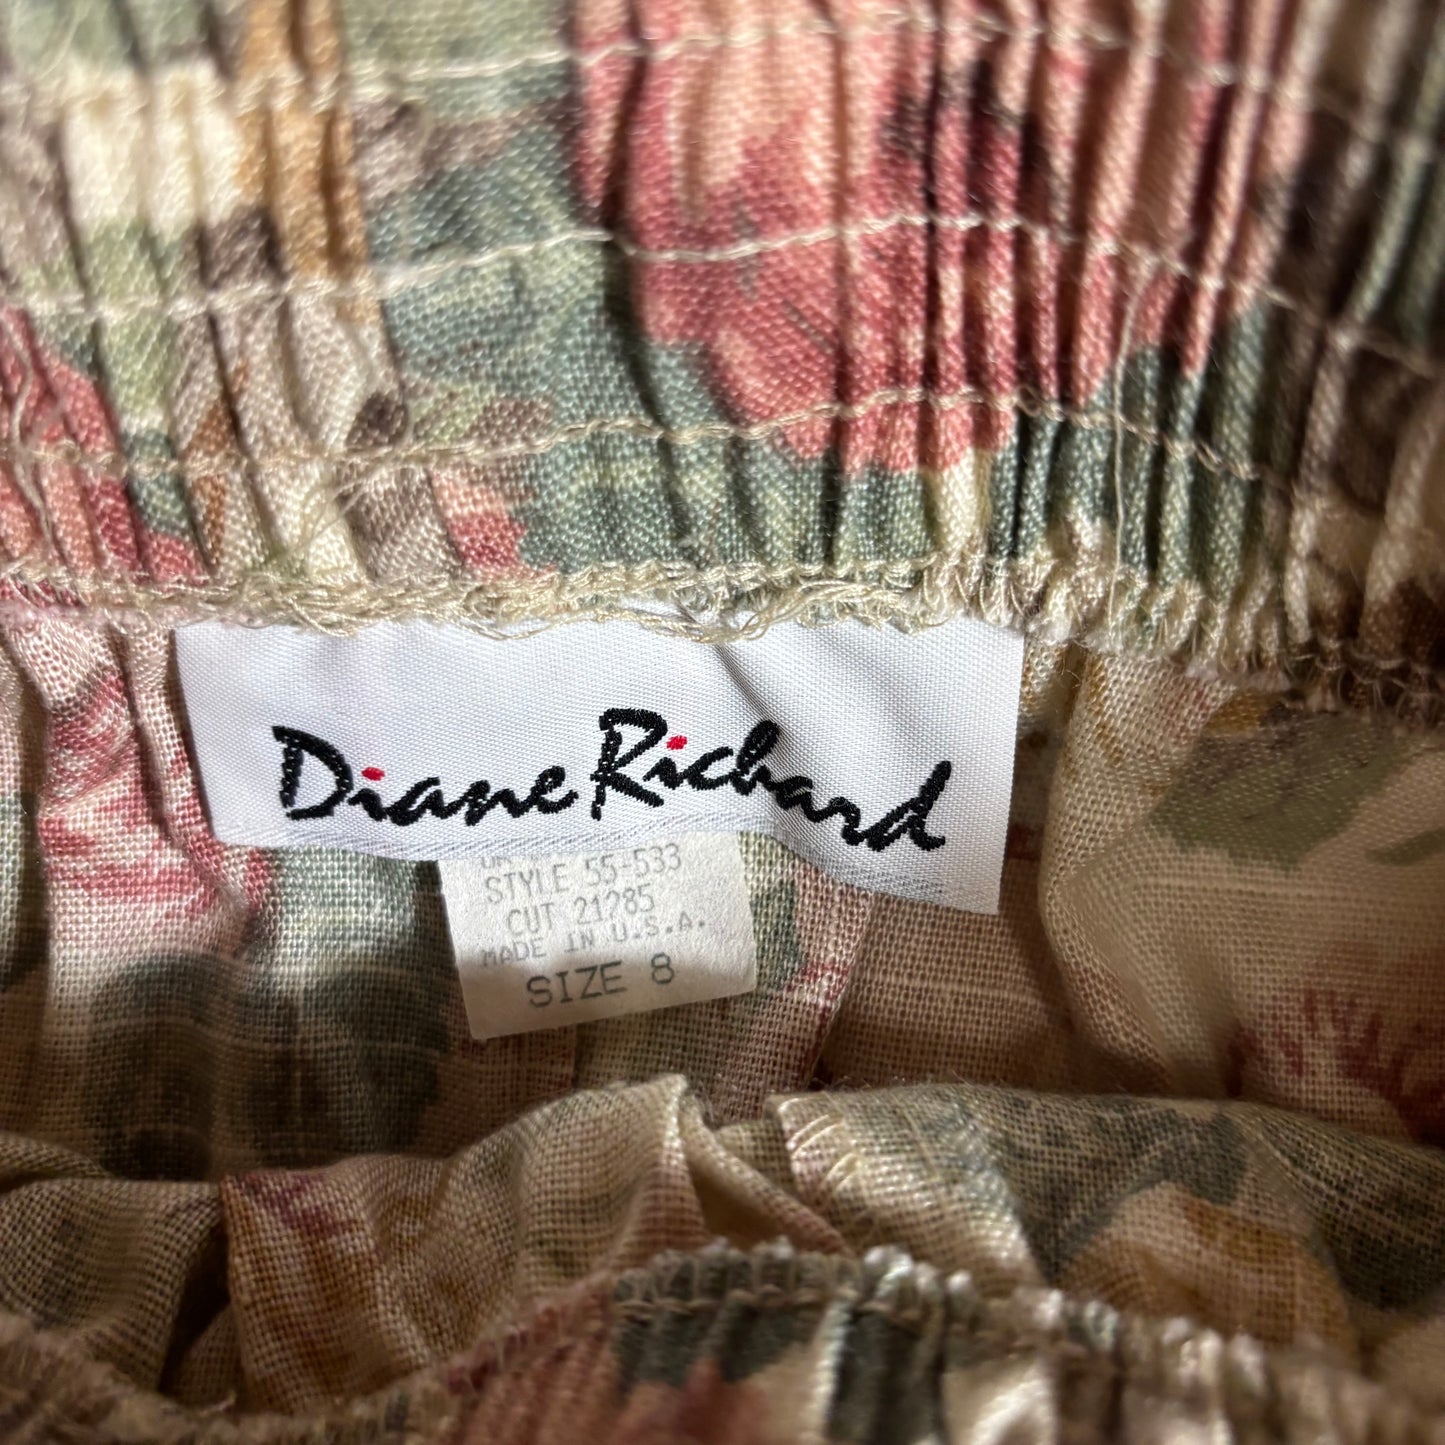 Diane Richard
STYLE 55-533
CUT 21285
MADE IN U.S.A.
SIZE 8